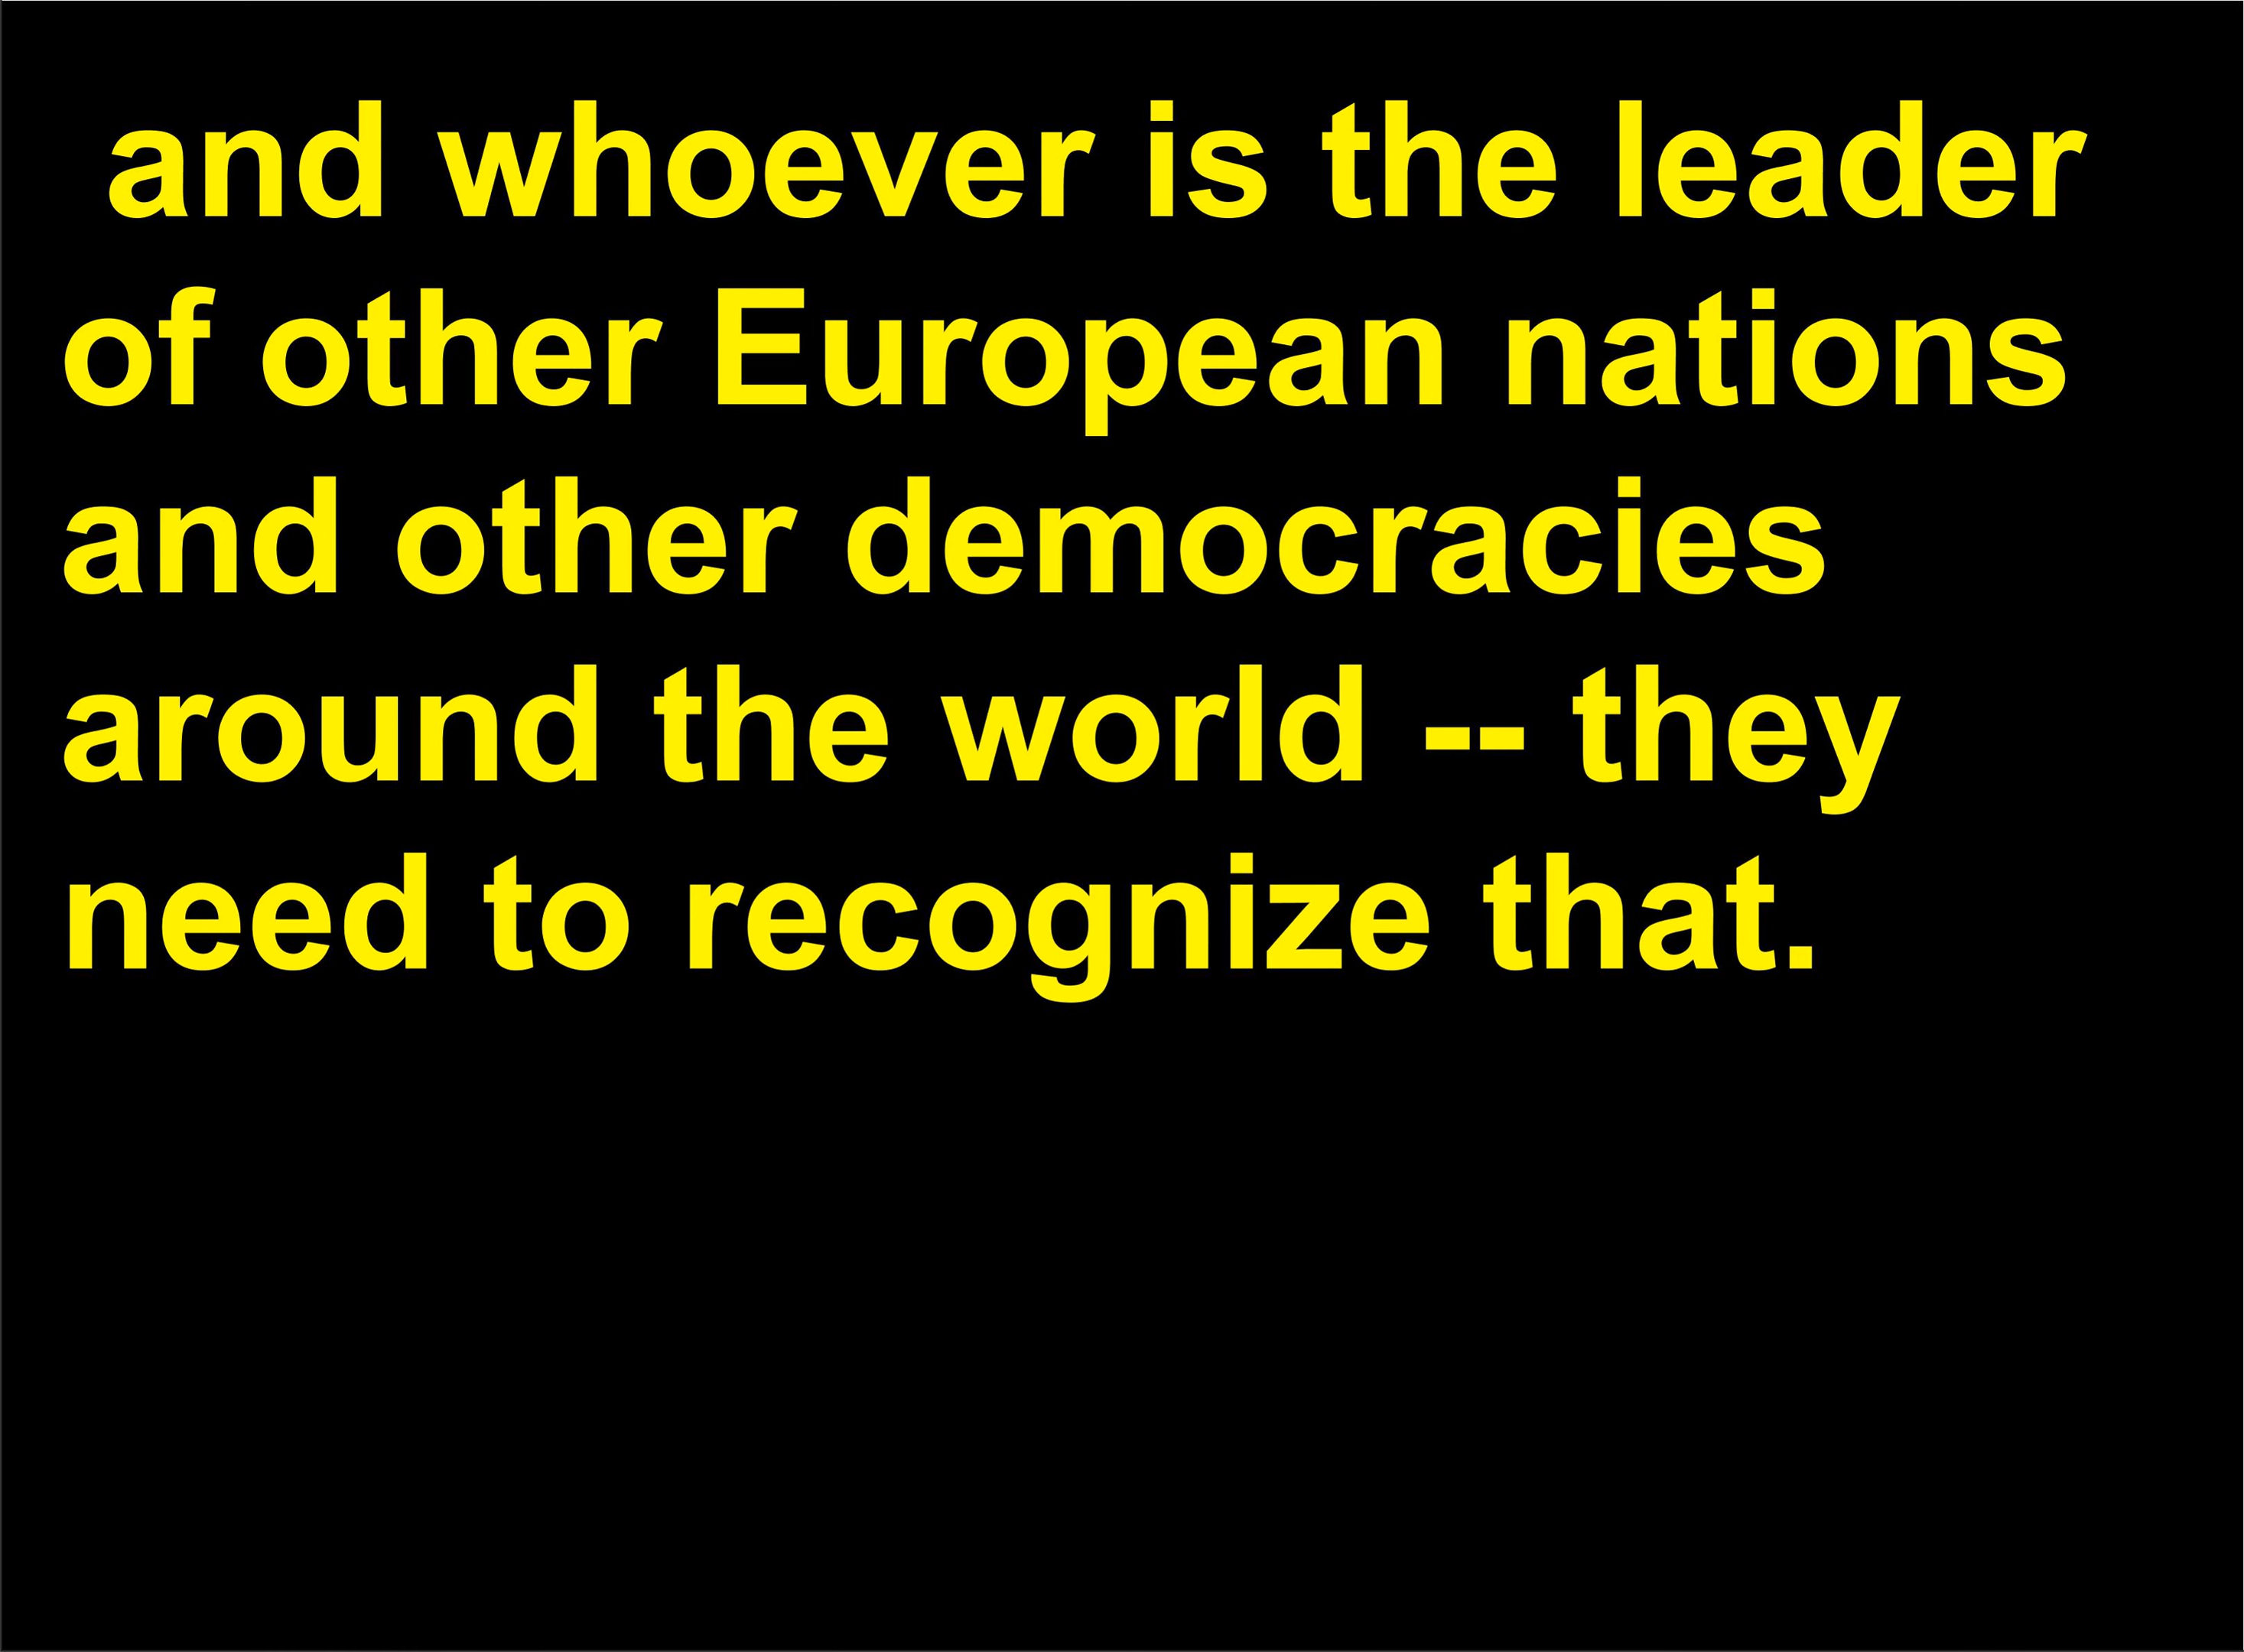 and whoever is the leader
of other European nations
and other democracies
around the world -- they
need to recognize that.